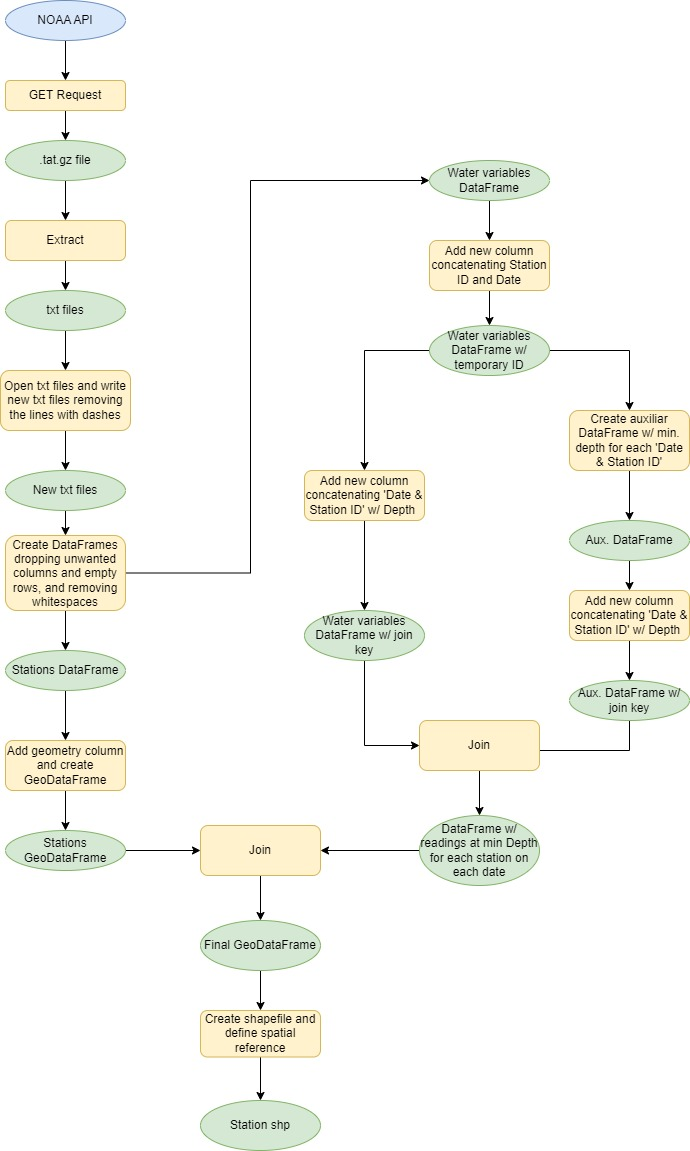 NOAA API
GET Request
.tat.gz file
Extract
txt files
Open txt files and write
new txt files removing
the lines with dashes
New txt files
Create DataFrames
dropping unwanted
columns and empty
rows, and removing
whitespaces
Stations DataFrame
Add geometry column
and create
GeoDataFrame
Stations
GeoDataFrame
Water variables
DataFrame
Add new column
concatenating Station
ID and Date
Water variables
DataFrame w/
temporary ID
Add new column
concatenating 'Date &
Station ID' w/ Depth
Water variables
DataFrame w/ join
key
Create auxiliar
DataFrame w/ min.
depth for each 'Date
& Station ID'
Aux. DataFrame
Add new column
concatenating 'Date &
Station ID' w/ Depth
Aux. DataFrame w/
join key
Join
DataFrame w/
readings at min Depth
for each station on
each date
Join
Final GeoDataFrame
Create shapefile and
define spatial
reference
Station shp